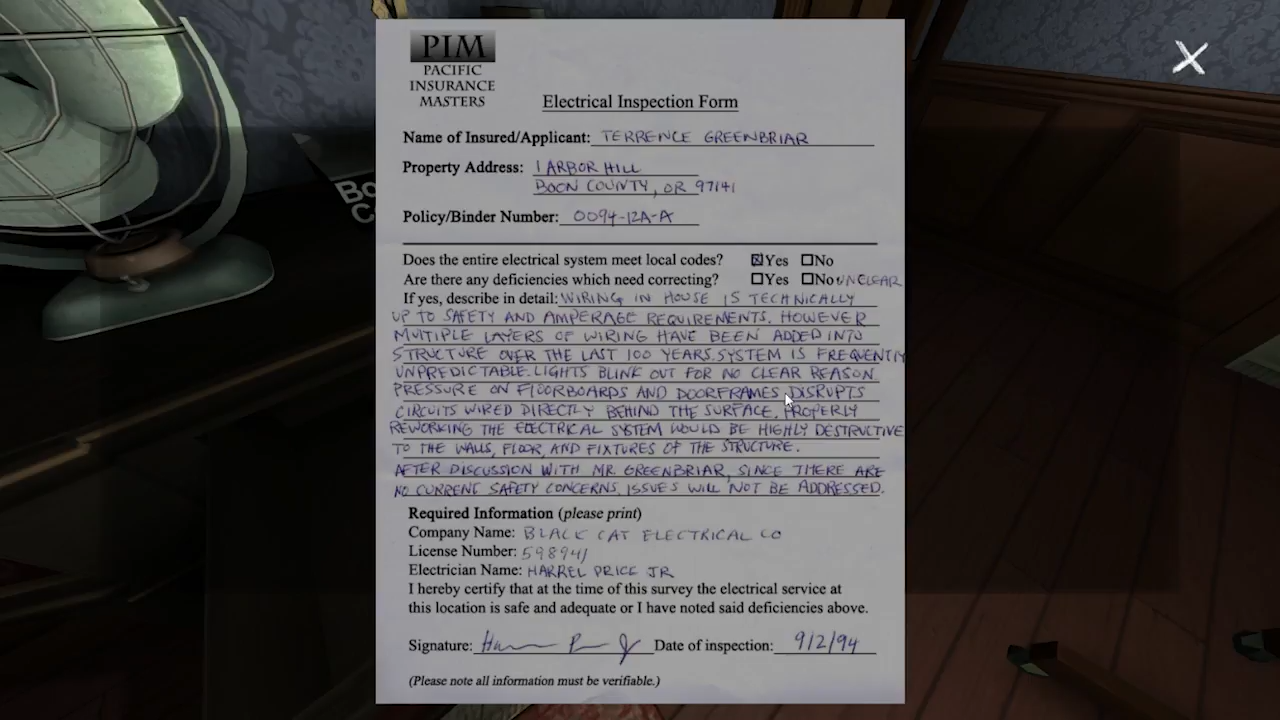 PIM
PACIFIC
INSURANCE
MASTERS
Electrical Inspection Form
Name of Insured/Applicant: TERRENCE GREENBRIAR
Property Address: 1 ARBOR HILL
BOON COUNTY, OR 97141
Policy/Binder Number: 0094-12A-A
Does the entire electrical system meet local codes? ☒Yes ☐No
Are there any deficiencies which need correcting? ☐Yes ☐No UNCLEAR
If yes, describe in detail: WIRING IN HOUSE IS TECHNICALLY
UP TO SAFETY AND AMPERAGE REQUIREMENTS. HOWEVER
MULTIPLE LAYERS OF WIRING HAVE BEEN ADDED INTO
STRUCTURE OVER THE LAST 100 YEARS. SYSTEM IS FREQUENTLY
UNPREDICTABLE. LIGHTS BLINK OUT FOR NO CLEAR REASON.
PRESSURE ON FLOORBOARDS AND DOORFRAMES DISRUPTS
CIRCUITS WIRED DIRECTLY BEHIND THE SURFACE. PROPERLY
REWORKING THE ELECTRICAL SYSTEM WOULD BE HIGHLY DESTRUCTIVE
TO THE WALLS, FLOOR, AND FIXTURES OF THE STRUCTURE.
AFTER DISCUSSION WITH MR GREENBRIAR, SINCE THERE ARE
NO CURRENT SAFETY CONCERNS, ISSUES WILL NOT BE ADDRESSED.
Required Information (please print)
Company Name: BLACK CAT ELECTRICAL CO
License Number: 598941
Electrician Name: HARREL PRICE JR
I hereby certify that at the time of this survey the electrical service at
this location is safe and adequate or I have noted said deficiencies above.
Signature: Date of inspection: 9/2/94
(Please note all information must be verifiable.)